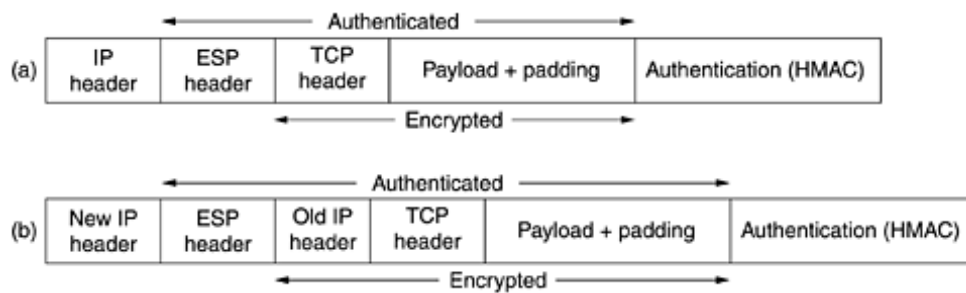 Authenticated
(a) IP header ESP header TCP header Payload + padding Authentication (HMAC)
Encrypted
Authenticated
(b) New IP header ESP header Old IP header TCP header Payload + padding Authentication (HMAC)
Encrypted